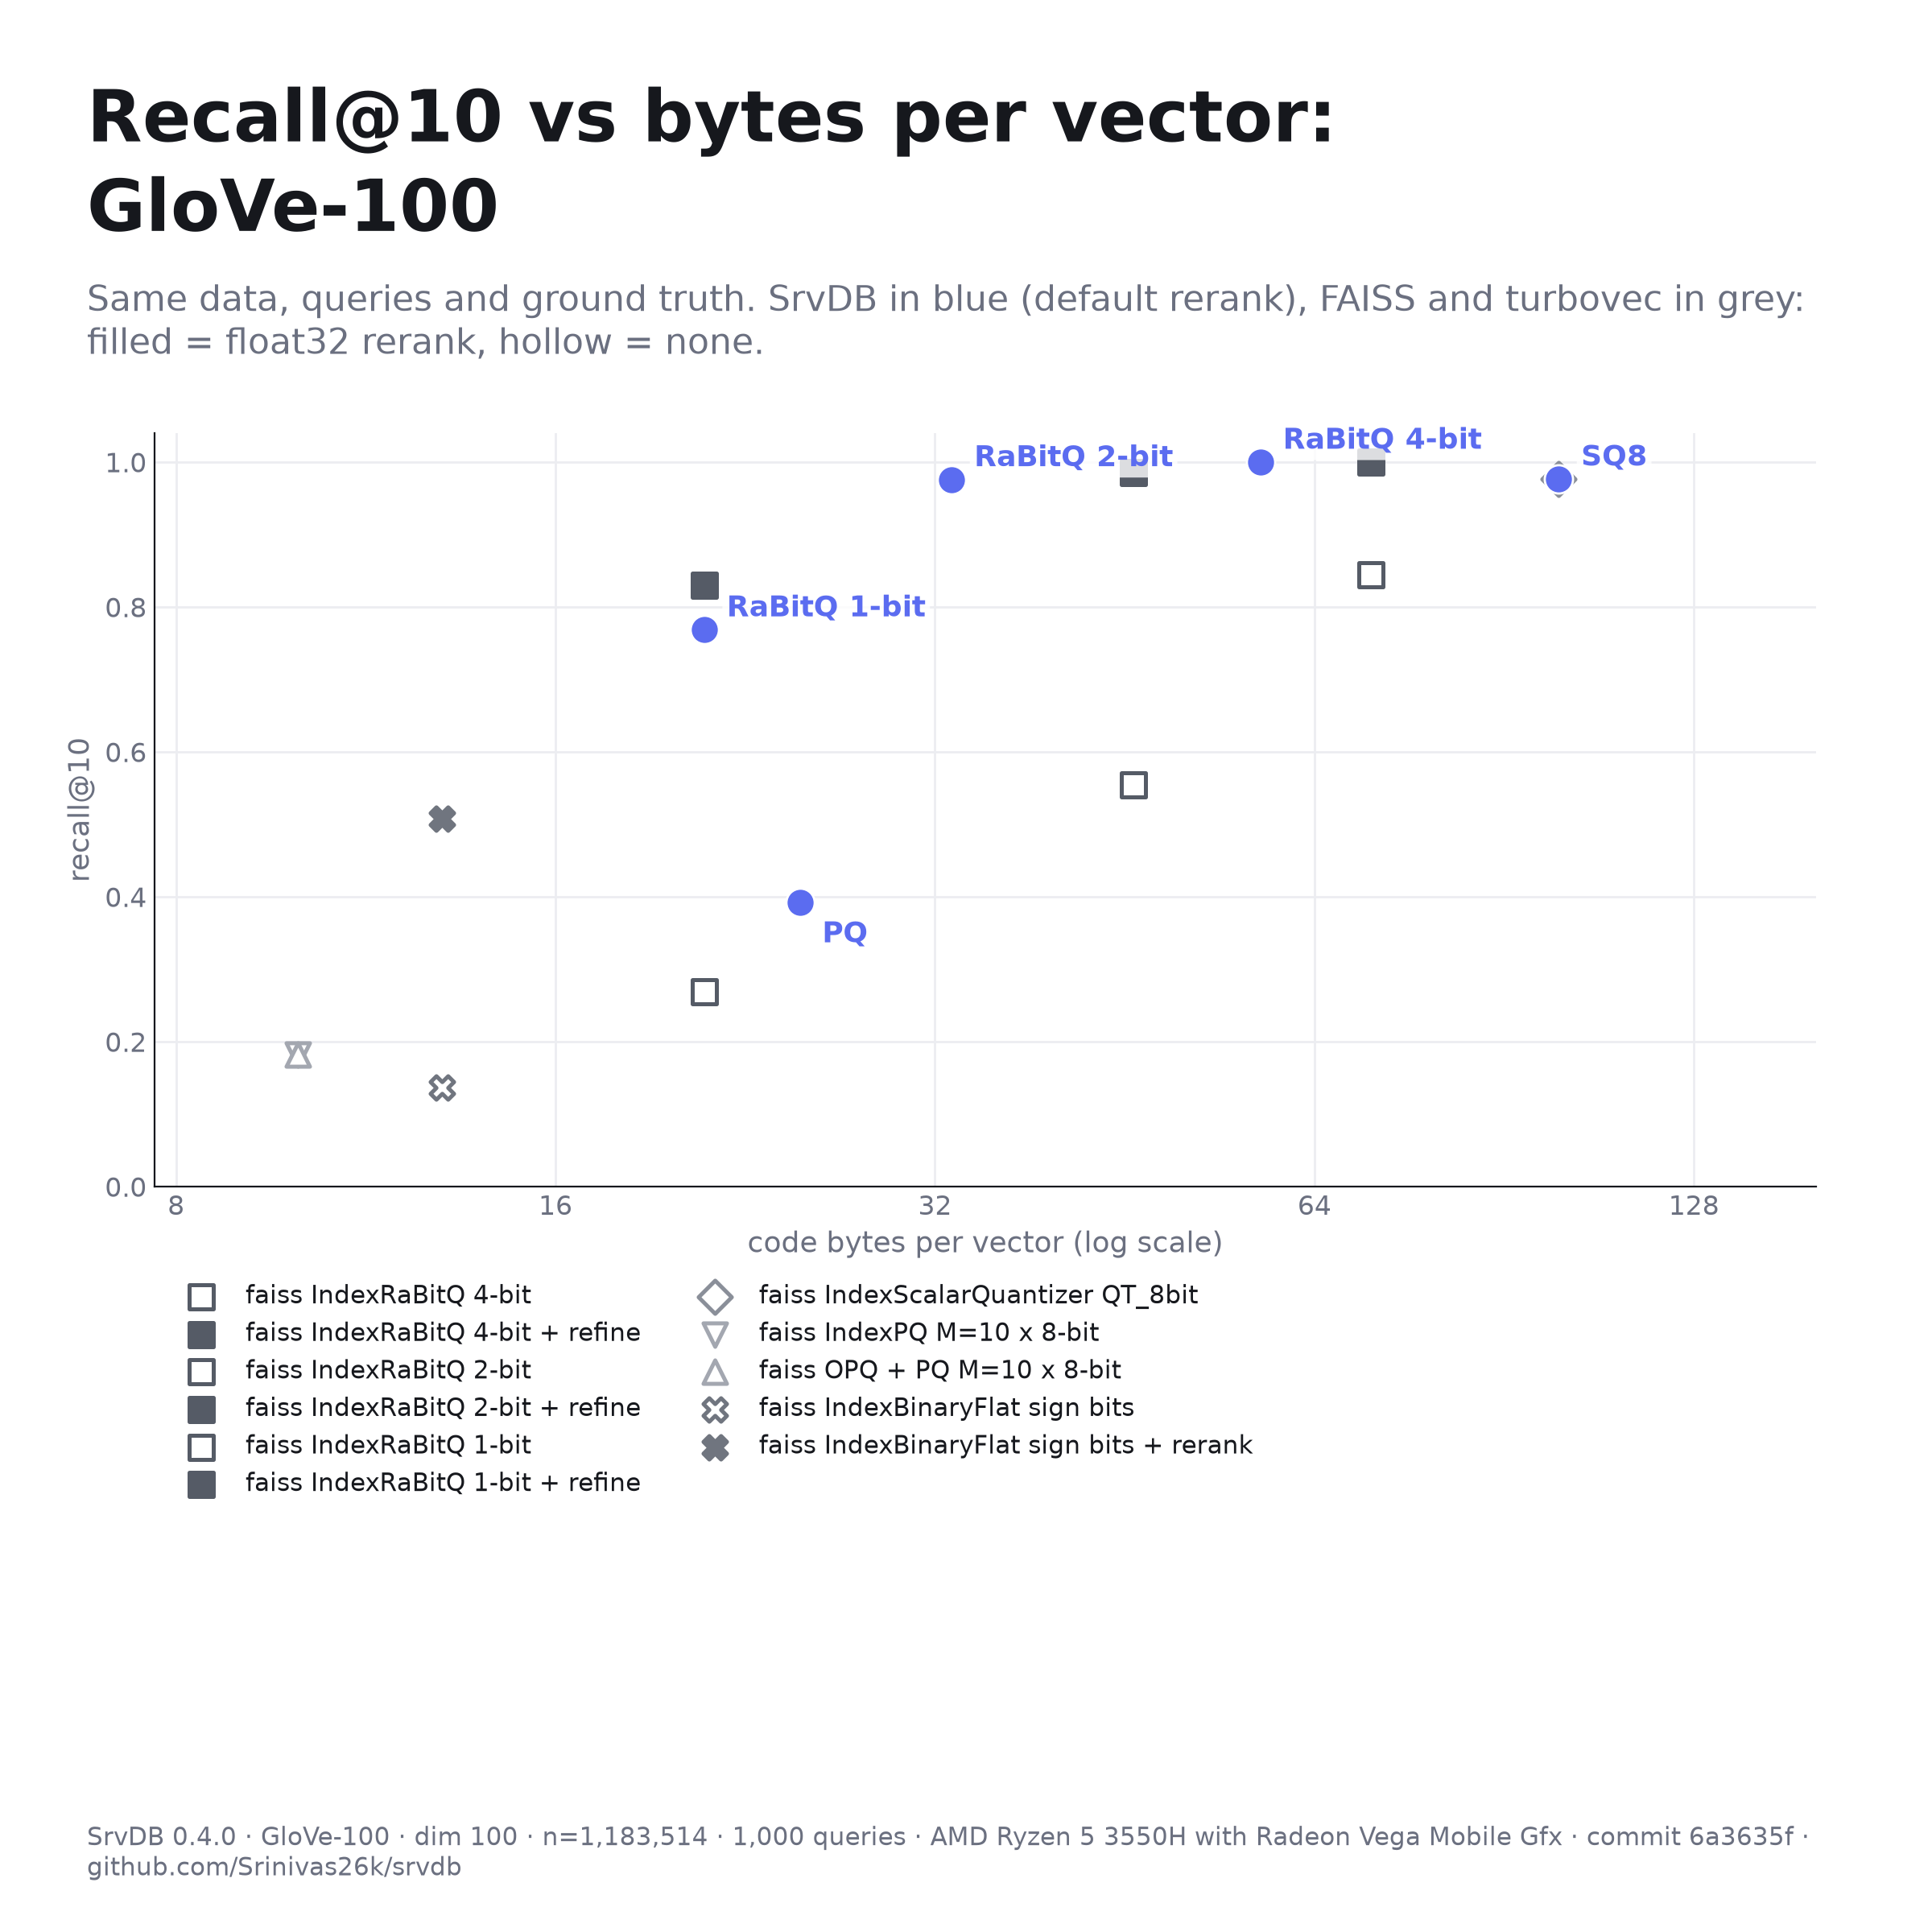 Recall@10 vs bytes per vector:
GloVe-100
Same data, queries and ground truth. SrvDB in blue (default rerank), FAISS and turbovec in grey:
filled = float32 rerank, hollow = none.
RaBitQ 4-bit
RaBitQ 2-bit
SQ8
1.0
RaBitQ 1-bit
0.8
0.6
recall@10
0.4
PQ
0.2
0.0
8
16
32
64
128
code bytes per vector (log scale)
faiss IndexRaBitQ 4-bit
faiss IndexRaBitQ 4-bit + refine
faiss IndexRaBitQ 2-bit
faiss IndexRaBitQ 2-bit + refine
faiss IndexRaBitQ 1-bit
faiss IndexRaBitQ 1-bit + refine
faiss IndexScalarQuantizer QT_8bit
faiss IndexPQ M=10 x 8-bit
faiss OPQ + PQ M=10 x 8-bit
faiss IndexBinaryFlat sign bits
faiss IndexBinaryFlat sign bits + rerank
SrvDB 0.4.0 · GloVe-100 · dim 100 · n=1,183,514 · 1,000 queries · AMD Ryzen 5 3550H with Radeon Vega Mobile Gfx · commit 6a3635f ·
github.com/Srinivas26k/srvdb